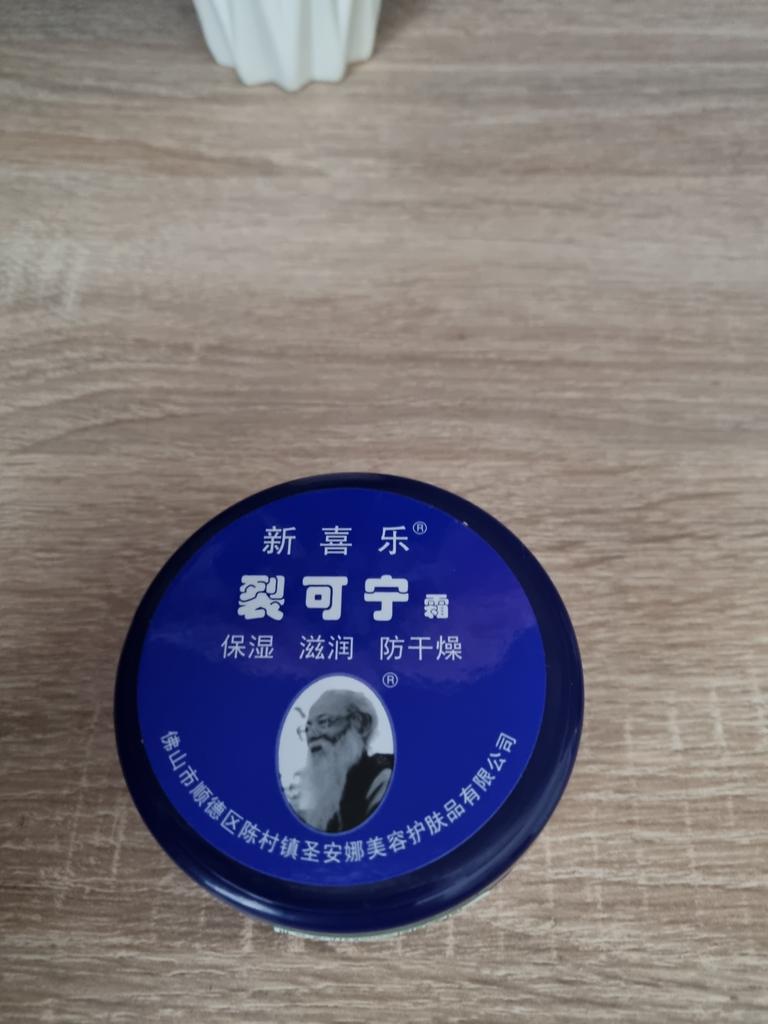 新喜乐®
裂可宁霜
保湿 滋润 防干燥
®
佛山市顺德区陈村镇圣安娜美容护肤品有限公司